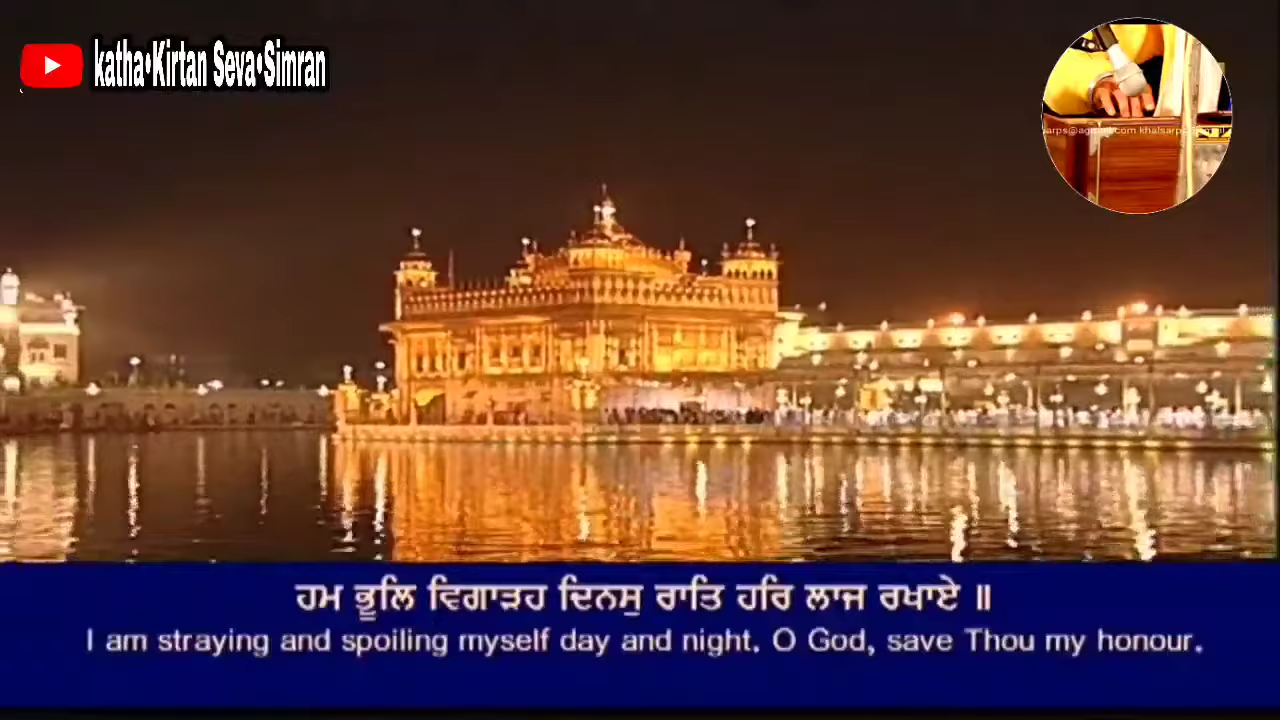 katha•Kirtan Seva•Simran
ਹਮ ਭੂਲਿ ਵਿਗਾੜਹ ਦਿਨਸੁ ਰਾਤਿ ਹਰਿ ਲਾਜ ਰਖਾਏ ॥
I am straying and spoiling myself day and night. O God, save Thou my honour.